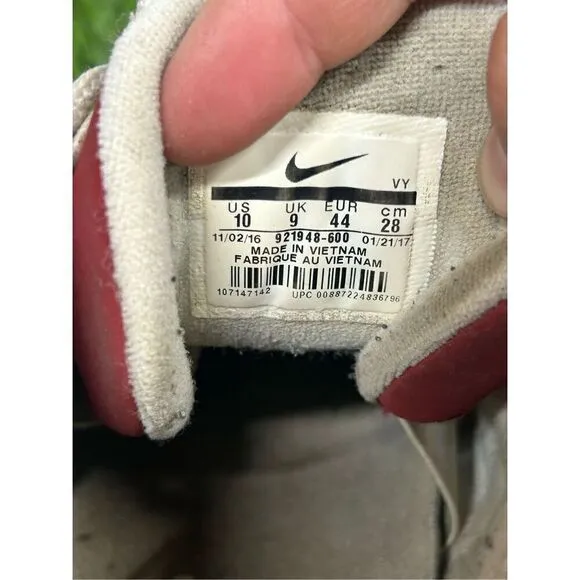 VY
US UK EUR cm
10 9 44 28
11/02/16 921948-600 01/21/17
MADE IN VIETNAM
FABRIQUE AU VIETNAM
107147142 UPC 00887224836796